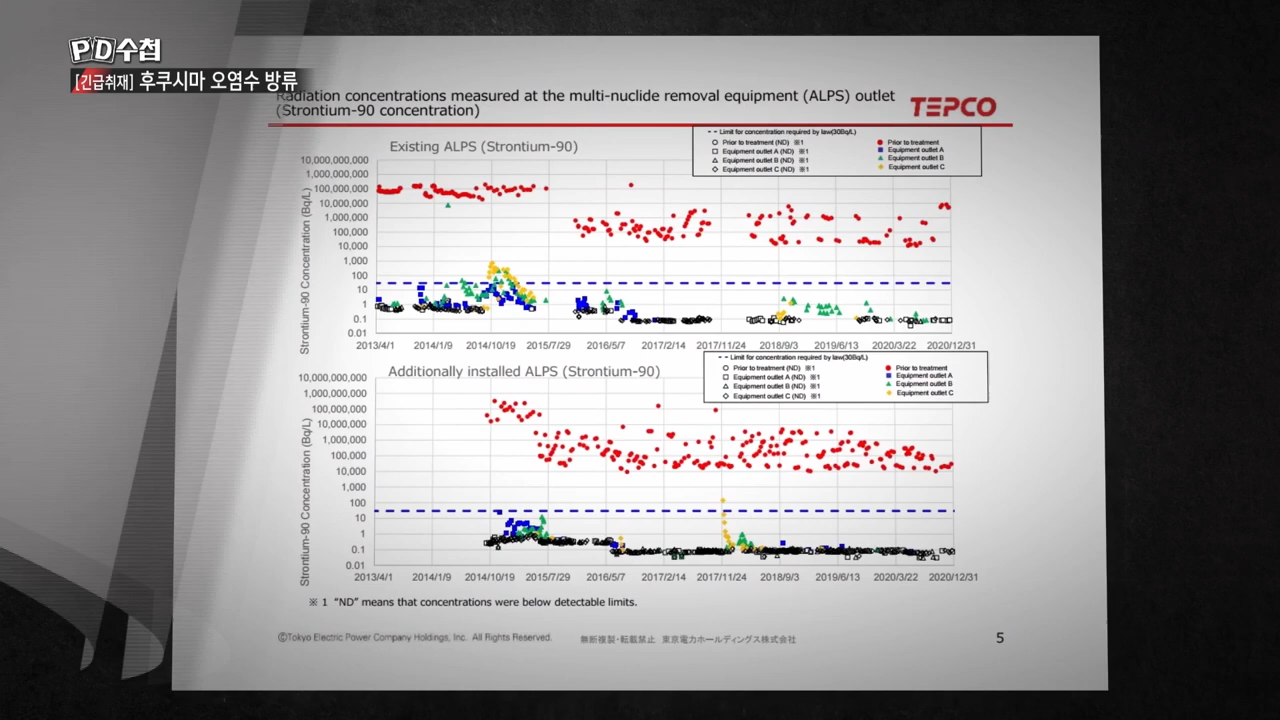 PD수첩
[긴급취재] 후쿠시마 오염수 방류
Radiation concentrations measured at the multi-nuclide removal equipment (ALPS) outlet
(Strontium-90 concentration)
TEPCO
Existing ALPS (Strontium-90)
Limit for concentration required by law(30Bq/L)
Prior to treatment (ND) ※1
Prior to treatment
Equipment outlet A (ND) ※1
Equipment outlet A
Equipment outlet B (ND) ※1
Equipment outlet B
Equipment outlet C (ND) ※1
Equipment outlet C
Strontium-90 Concentration (Bq/L)
10,000,000,000
1,000,000,000
100,000,000
10,000,000
1,000,000
100,000
10,000
1,000
100
10
1
0.1
0.01
2013/4/1 2014/1/9 2014/10/19 2015/7/29 2016/5/7 2017/2/14 2017/11/24 2018/9/3 2019/6/13 2020/3/22 2020/12/31
Additionally installed ALPS (Strontium-90)
Limit for concentration required by law(30Bq/L)
Prior to treatment (ND) ※1
Prior to treatment
Equipment outlet A (ND) ※1
Equipment outlet A
Equipment outlet B (ND) ※1
Equipment outlet B
Equipment outlet C (ND) ※1
Equipment outlet C
Strontium-90 Concentration (Bq/L)
10,000,000,000
1,000,000,000
100,000,000
10,000,000
1,000,000
100,000
10,000
1,000
100
10
1
0.1
0.01
2013/4/1 2014/1/9 2014/10/19 2015/7/29 2016/5/7 2017/2/14 2017/11/24 2018/9/3 2019/6/13 2020/3/22 2020/12/31
※ 1 “ND” means that concentrations were below detectable limits.
©Tokyo Electric Power Company Holdings, Inc. All Rights Reserved. 無断複製・転載禁止 東京電力ホールディングス株式会社
5